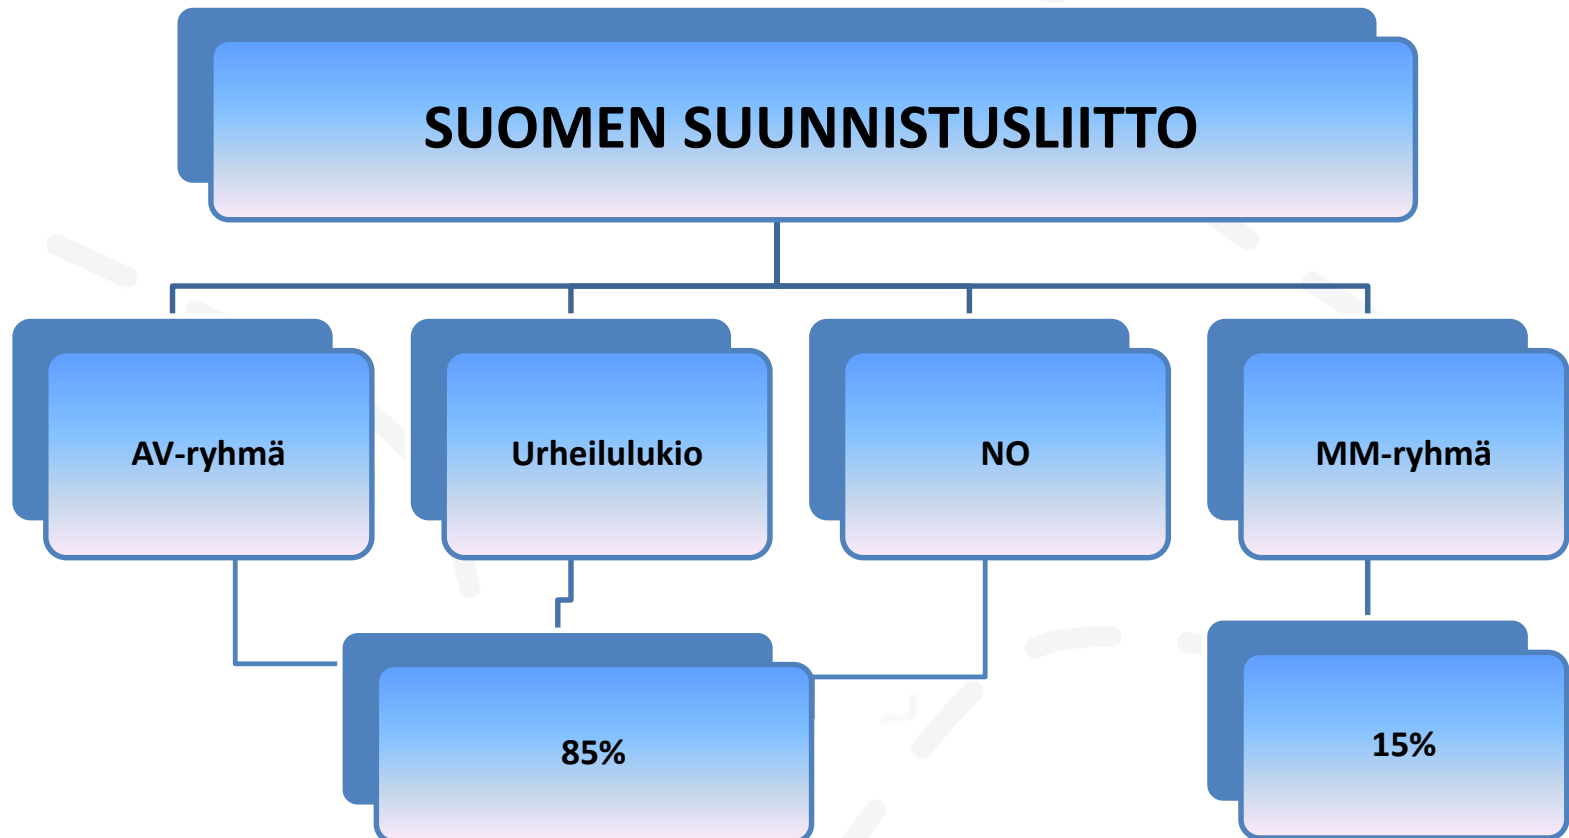 SUOMEN SUUNNISTUSLIITTO
AV-ryhmä
Urheilulukio
NO
MM-ryhmä
85%
15%